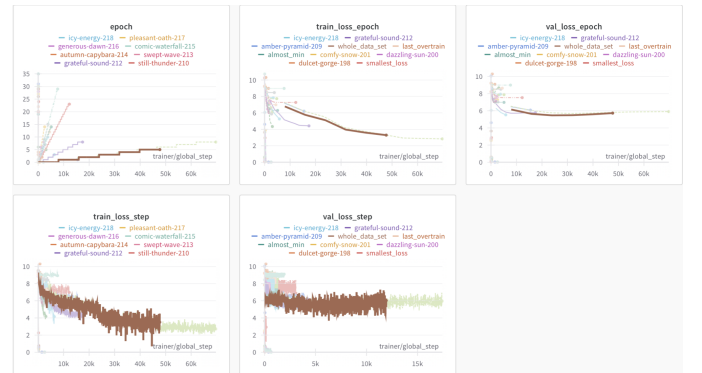 epoch
icy-energy-218 pleasant-oath-217
generous-dawn-216 comic-waterfall-215
autumn-capybara-214 swept-wave-213
grateful-sound-212 still-thunder-210
35
30
25
20
15
10
5
0
trainer/global_step
0 10k 20k 30k 40k 50k 60k
train_loss_epoch
icy-energy-218 grateful-sound-212
amber-pyramid-209 whole_data_set last_overtrain
almost_min comfy-snow-201 dazzling-sun-200
dulcet-gorge-198 smallest_loss
10
8
6
4
2
0
trainer/global_step
0 10k 20k 30k 40k 50k 60k
val_loss_epoch
icy-energy-218 grateful-sound-212
amber-pyramid-209 whole_data_set last_overtrain
almost_min comfy-snow-201 dazzling-sun-200
dulcet-gorge-198 smallest_loss
10
8
6
4
2
0
trainer/global_step
0 10k 20k 30k 40k 50k 60k
train_loss_step
icy-energy-218 pleasant-oath-217
generous-dawn-216 comic-waterfall-215
autumn-capybara-214 swept-wave-213
grateful-sound-212 still-thunder-210
10
8
6
4
2
0
trainer/global_step
10k 20k 30k 40k 50k 60k
val_loss_step
icy-energy-218 grateful-sound-212
amber-pyramid-209 whole_data_set last_overtrain
almost_min comfy-snow-201 dazzling-sun-200
dulcet-gorge-198 smallest_loss
10
8
6
4
2
0
trainer/global_step
0 5k 10k 15k